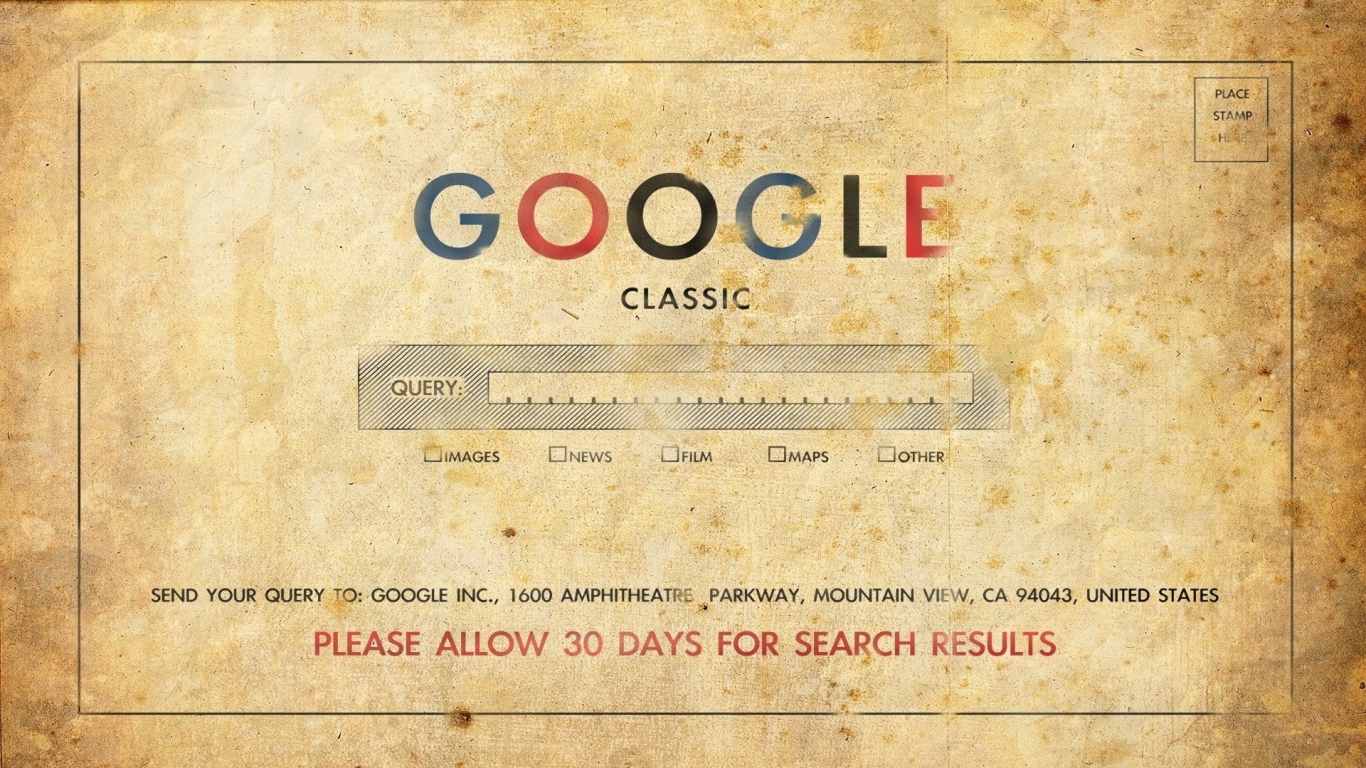 PLACE
STAMP
HERE
GOOGLE
CLASSIC
QUERY:
IMAGES NEWS FILM MAPS OTHER
SEND YOUR QUERY TO: GOOGLE INC., 1600 AMPHITHEATRE PARKWAY, MOUNTAIN VIEW, CA 94043, UNITED STATES
PLEASE ALLOW 30 DAYS FOR SEARCH RESULTS